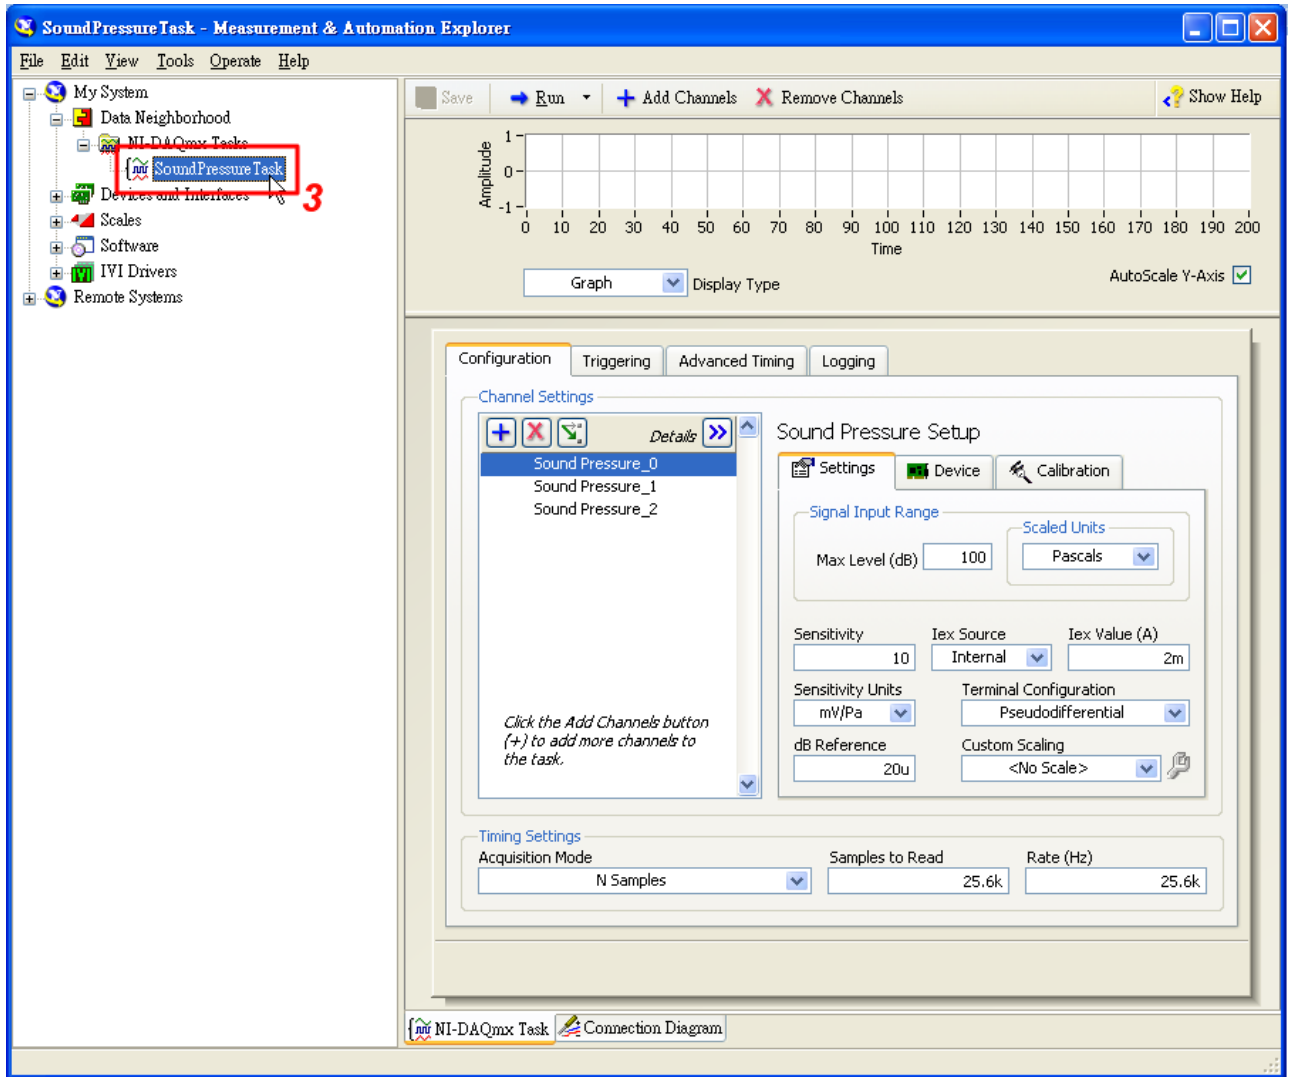 SoundPressureTask - Measurement & Automation Explorer
File Edit View Tools Operate Help
My System
Data Neighborhood
NI-DAQmx Tasks
SoundPressureTask
3
Devices and Interfaces
Scales
Software
IVI Drivers
Remote Systems
Save Run Add Channels Remove Channels Show Help
Amplitude
1
0
-1
0 10 20 30 40 50 60 70 80 90 100 110 120 130 140 150 160 170 180 190 200
Time
Graph Display Type AutoScale Y-Axis
Configuration Triggering Advanced Timing Logging
Channel Settings
Details
Sound Pressure_0
Sound Pressure_1
Sound Pressure_2
Click the Add Channels button
(+) to add more channels to
the task.
Sound Pressure Setup
Settings Device Calibration
Signal Input Range
Scaled Units
Max Level (dB) 100 Pascals
Sensitivity Iex Source Iex Value (A)
10 Internal 2m
Sensitivity Units Terminal Configuration
mV/Pa Pseudodifferential
dB Reference Custom Scaling
20u <No Scale>
Timing Settings
Acquisition Mode Samples to Read Rate (Hz)
N Samples 25.6k 25.6k
NI-DAQmx Task Connection Diagram